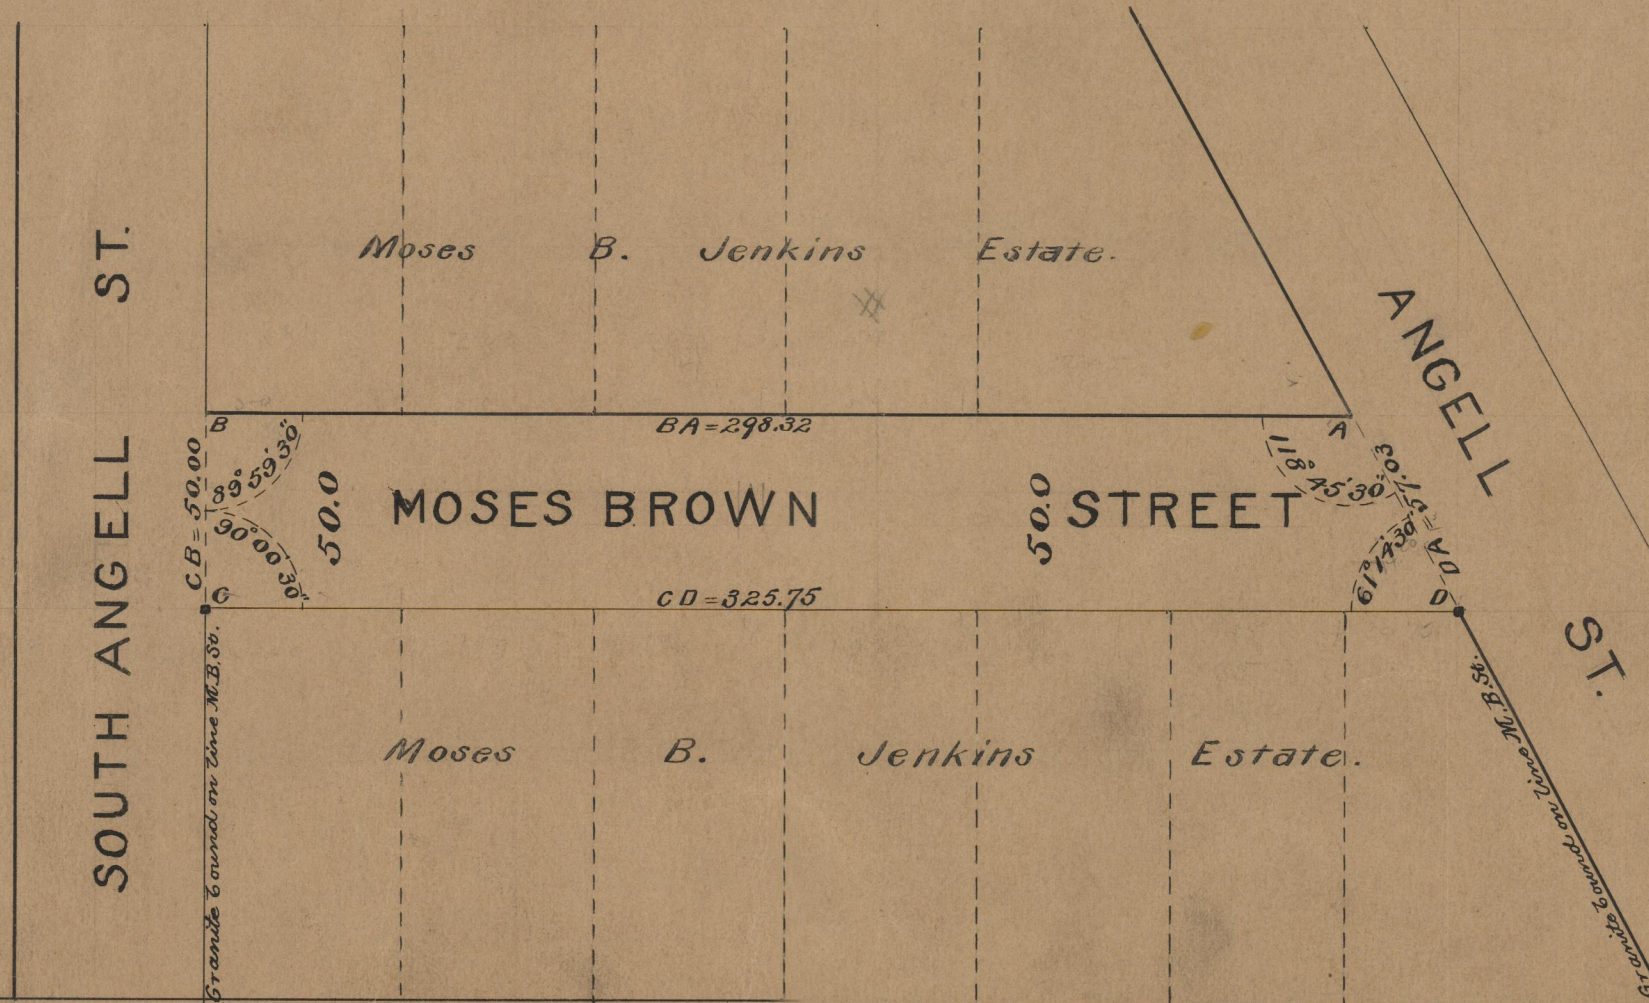 SOUTH ANGELL ST.
Moses B. Jenkins Estate.
ANGELL ST.
B
BA=298.32
A
CB=50.00
89° 59' 30"
90° 00' 30"
50.0
MOSES BROWN STREET
50.0
118° 45' 30"
DA=57.03
61° 14' 30"
C
CD=325.75
D
Moses B. Jenkins Estate.
Granite bound on line M.B.St.
Granite bound on line M.B.St.